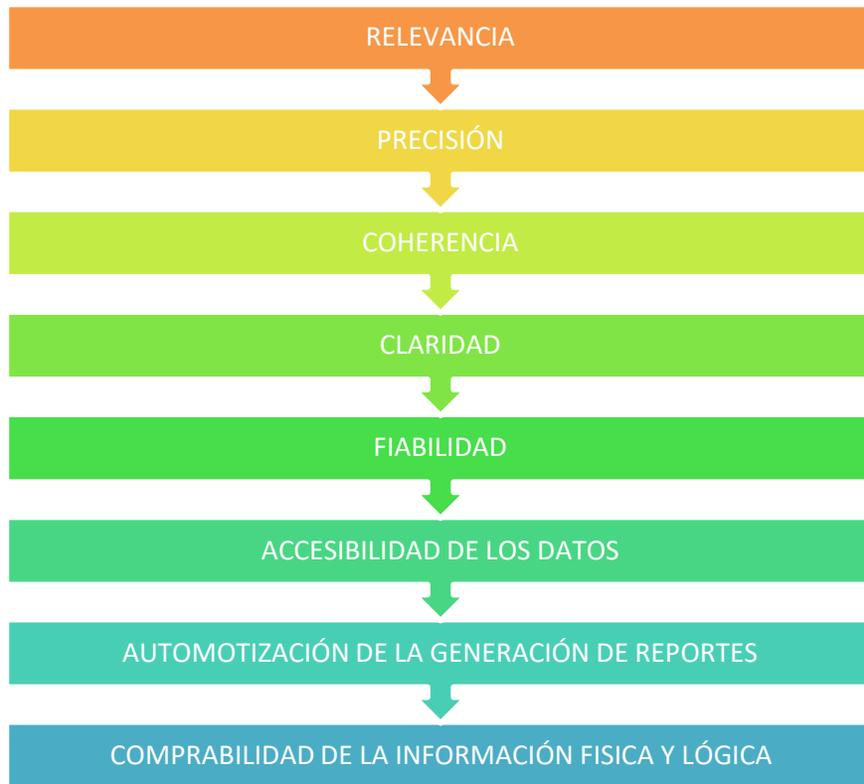 RELEVANCIA
PRECISIÓN
COHERENCIA
CLARIDAD
FIABILIDAD
ACCESIBILIDAD DE LOS DATOS
AUTOMOTIZACIÓN DE LA GENERACIÓN DE REPORTES
COMPRABILIDAD DE LA INFORMACIÓN FISICA Y LÓGICA